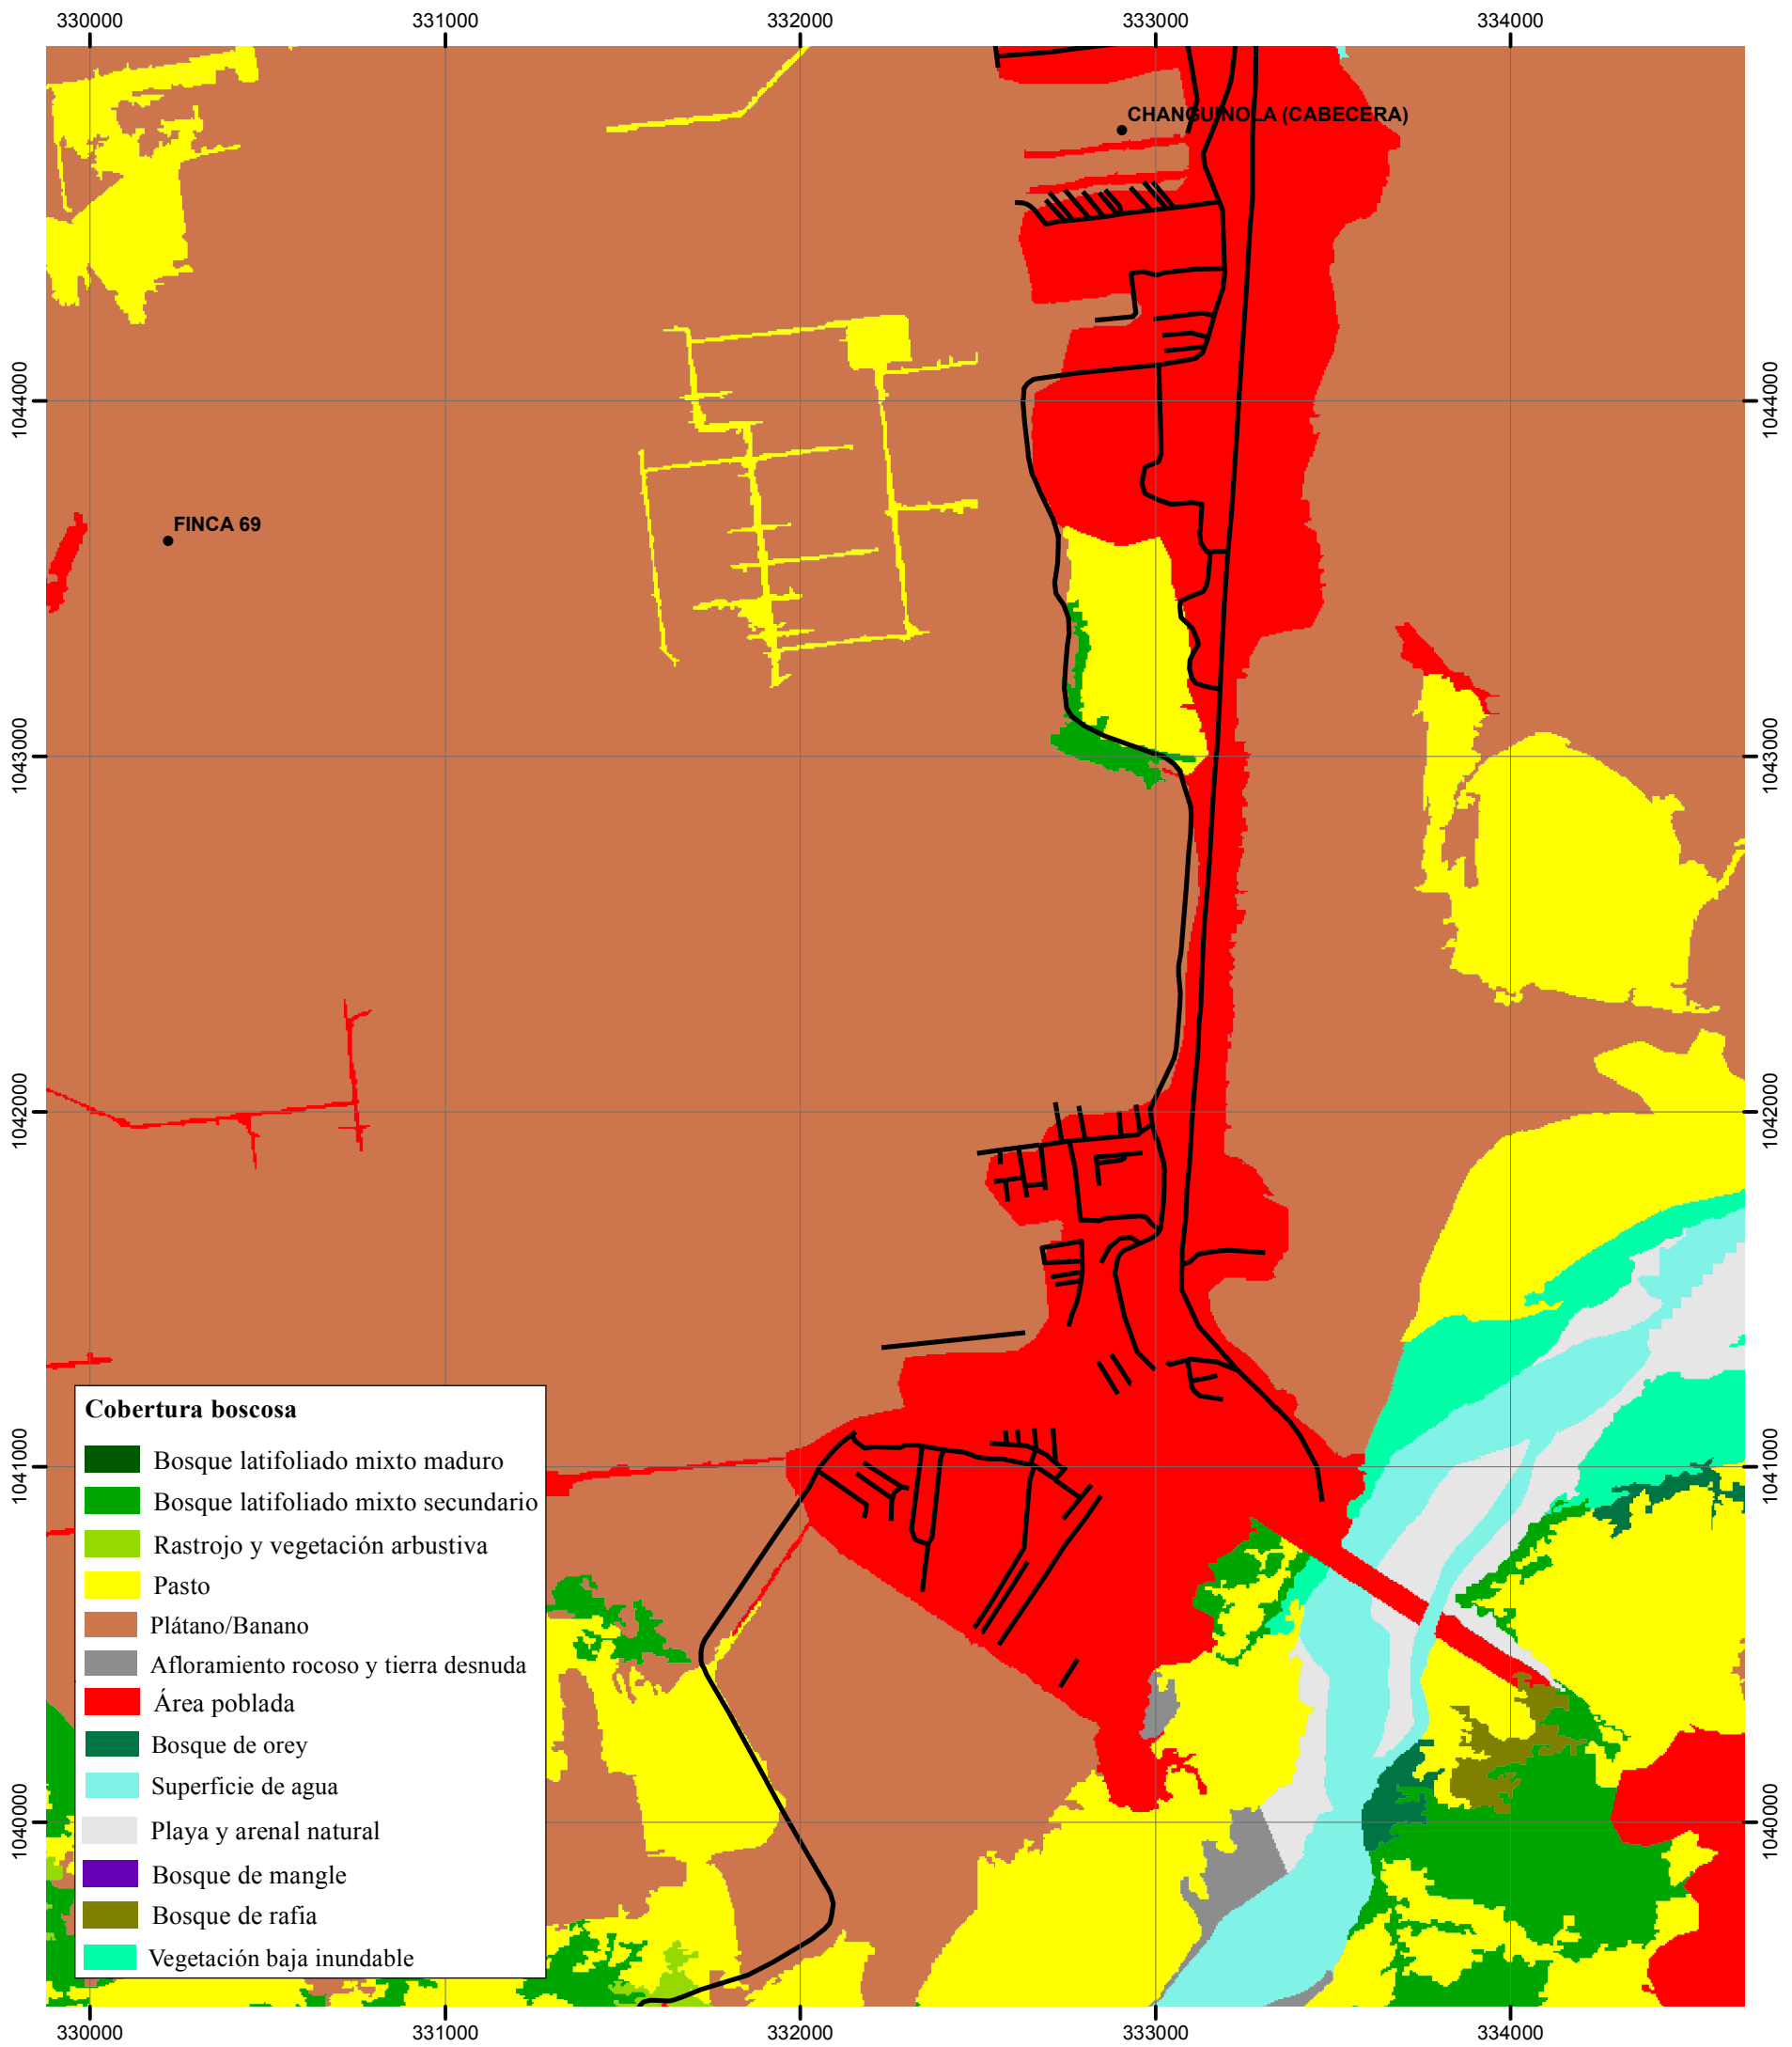 330000 331000 332000 333000 334000
CHANGUINOLA (CABECERA)
1044000 1044000
FINCA 69
1043000 1043000
1042000 1042000
Cobertura boscosa
Bosque latifoliado mixto maduro
1041000 1041000
Bosque latifoliado mixto secundario
Rastrojo y vegetación arbustiva
Pasto
Plátano/Banano
Afloramiento rocoso y tierra desnuda
Área poblada
Bosque de orey
Superficie de agua
1040000 1040000
Playa y arenal natural
Bosque de mangle
Bosque de rafia
Vegetación baja inundable
330000 331000 332000 333000 334000